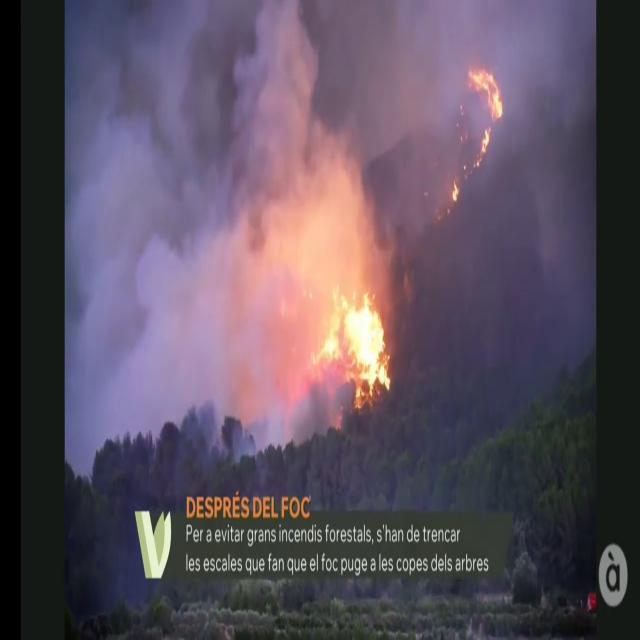 DESPRÉS DEL FOC
Per a evitar grans incendis forestals, s'han de trencar
les escales que fan que el foc puge a les copes dels arbres
à